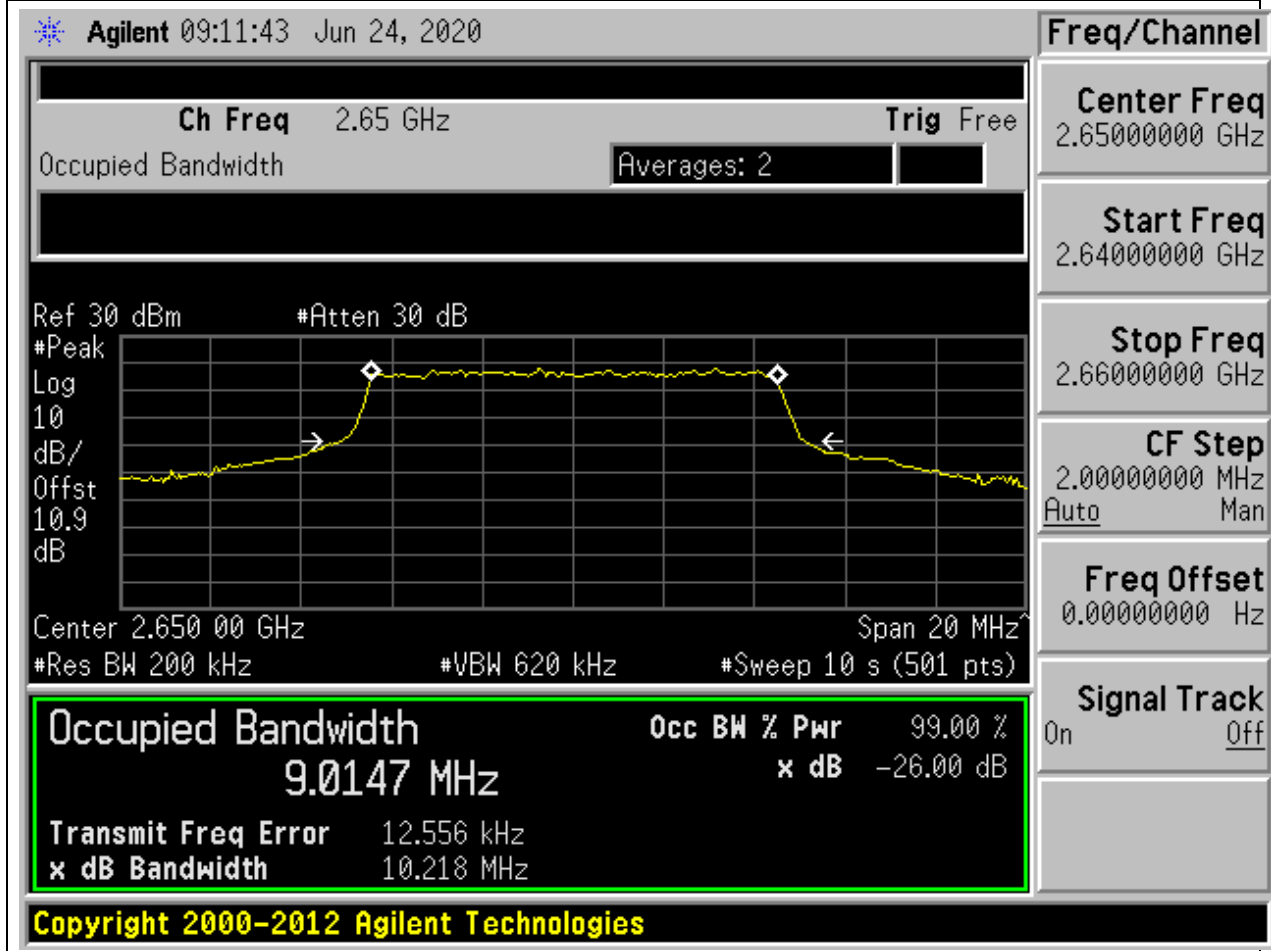 Agilent 09:11:43 Jun 24, 2020
Ch Freq 2.65 GHz Trig Free
Occupied Bandwidth Averages: 2
Ref 30 dBm #Atten 30 dB
#Peak
Log
10
dB/
Offst
10.9
dB
Center 2.650 00 GHz Span 20 MHz^
#Res BW 200 kHz #VBW 620 kHz #Sweep 10 s (501 pts)
Occupied Bandwidth Occ BW % Pwr 99.00 %
9.0147 MHz x dB -26.00 dB
Transmit Freq Error 12.556 kHz
x dB Bandwidth 10.218 MHz
Copyright 2000-2012 Agilent Technologies
Freq/Channel
Center Freq
2.65000000 GHz
Start Freq
2.64000000 GHz
Stop Freq
2.66000000 GHz
CF Step
2.00000000 MHz
Auto Man
Freq Offset
0.00000000 Hz
Signal Track
On Off